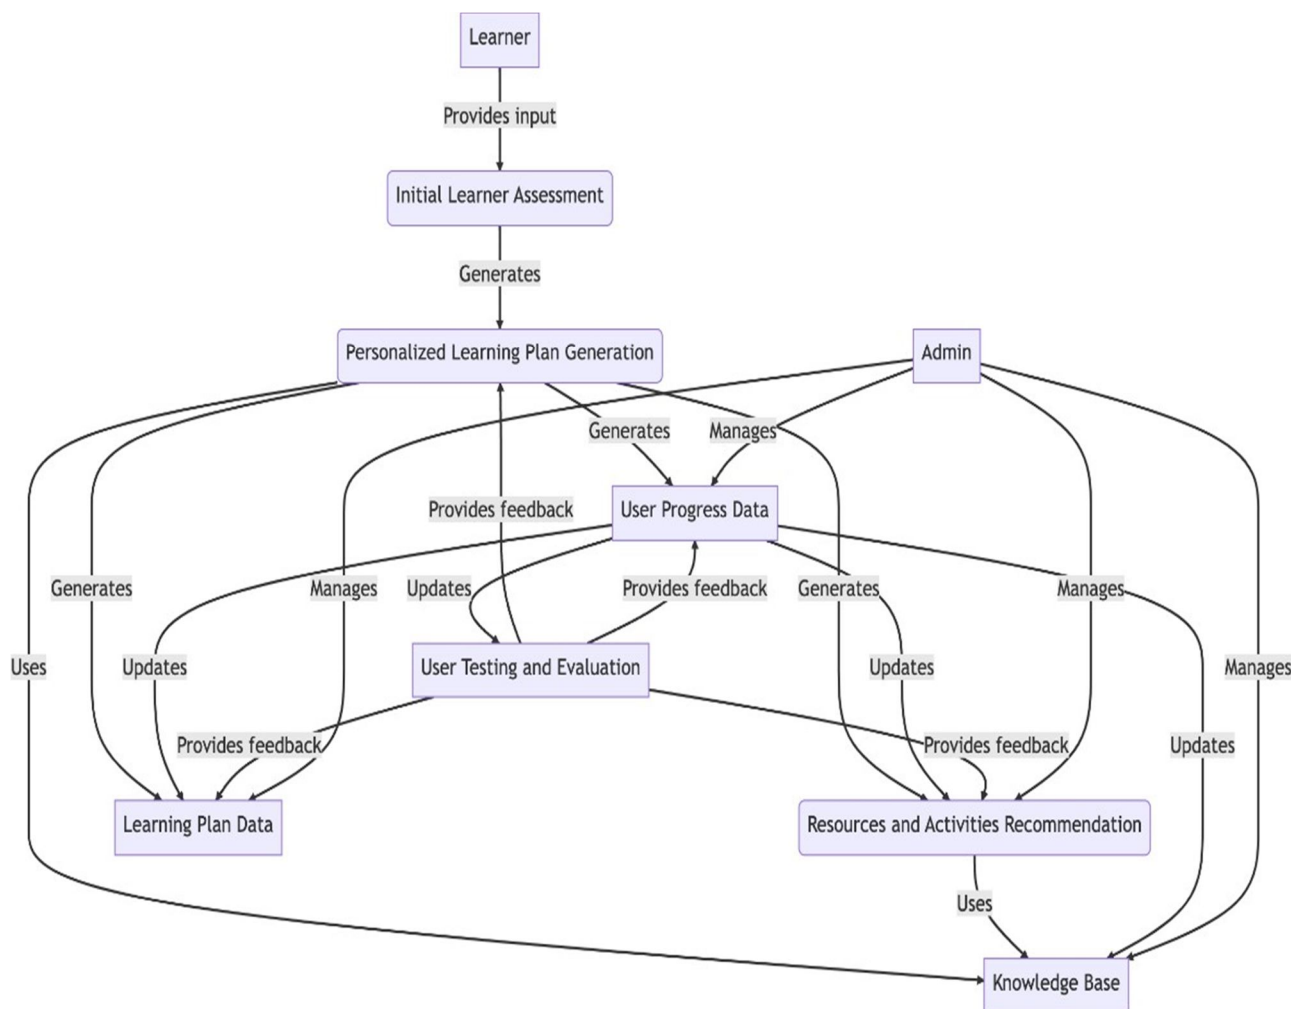 Learner
Provides input
Initial Learner Assessment
Generates
Personalized Learning Plan Generation
Admin
Generates
Manages
User Progress Data
Provides feedback
Generates
Manages
Updates
Provides feedback
Generates
Manages
Uses
Updates
User Testing and Evaluation
Updates
Manages
Provides feedback
Provides feedback
Updates
Learning Plan Data
Resources and Activities Recommendation
Uses
Knowledge Base